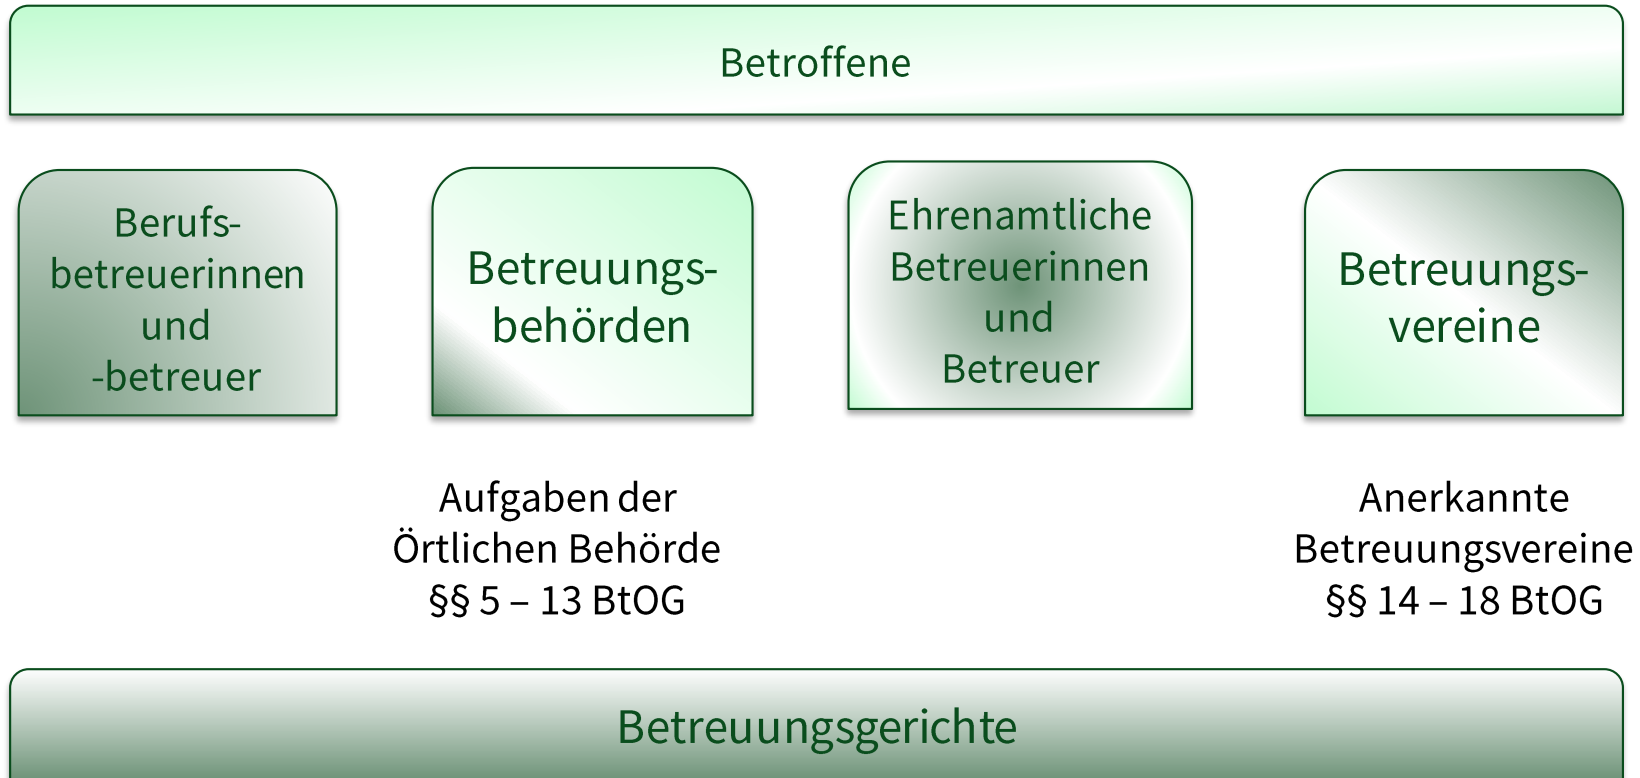 Betroffene
Berufs-
betreuerinnen
und
-betreuer
Betreuungs-
behörden
Ehrenamtliche
Betreuerinnen
und
Betreuer
Betreuungs-
vereine
Aufgaben der
Örtlichen Behörde
§§ 5 – 13 BtOG
Anerkannte
Betreuungsvereine
§§ 14 – 18 BtOG
Betreuungsgerichte